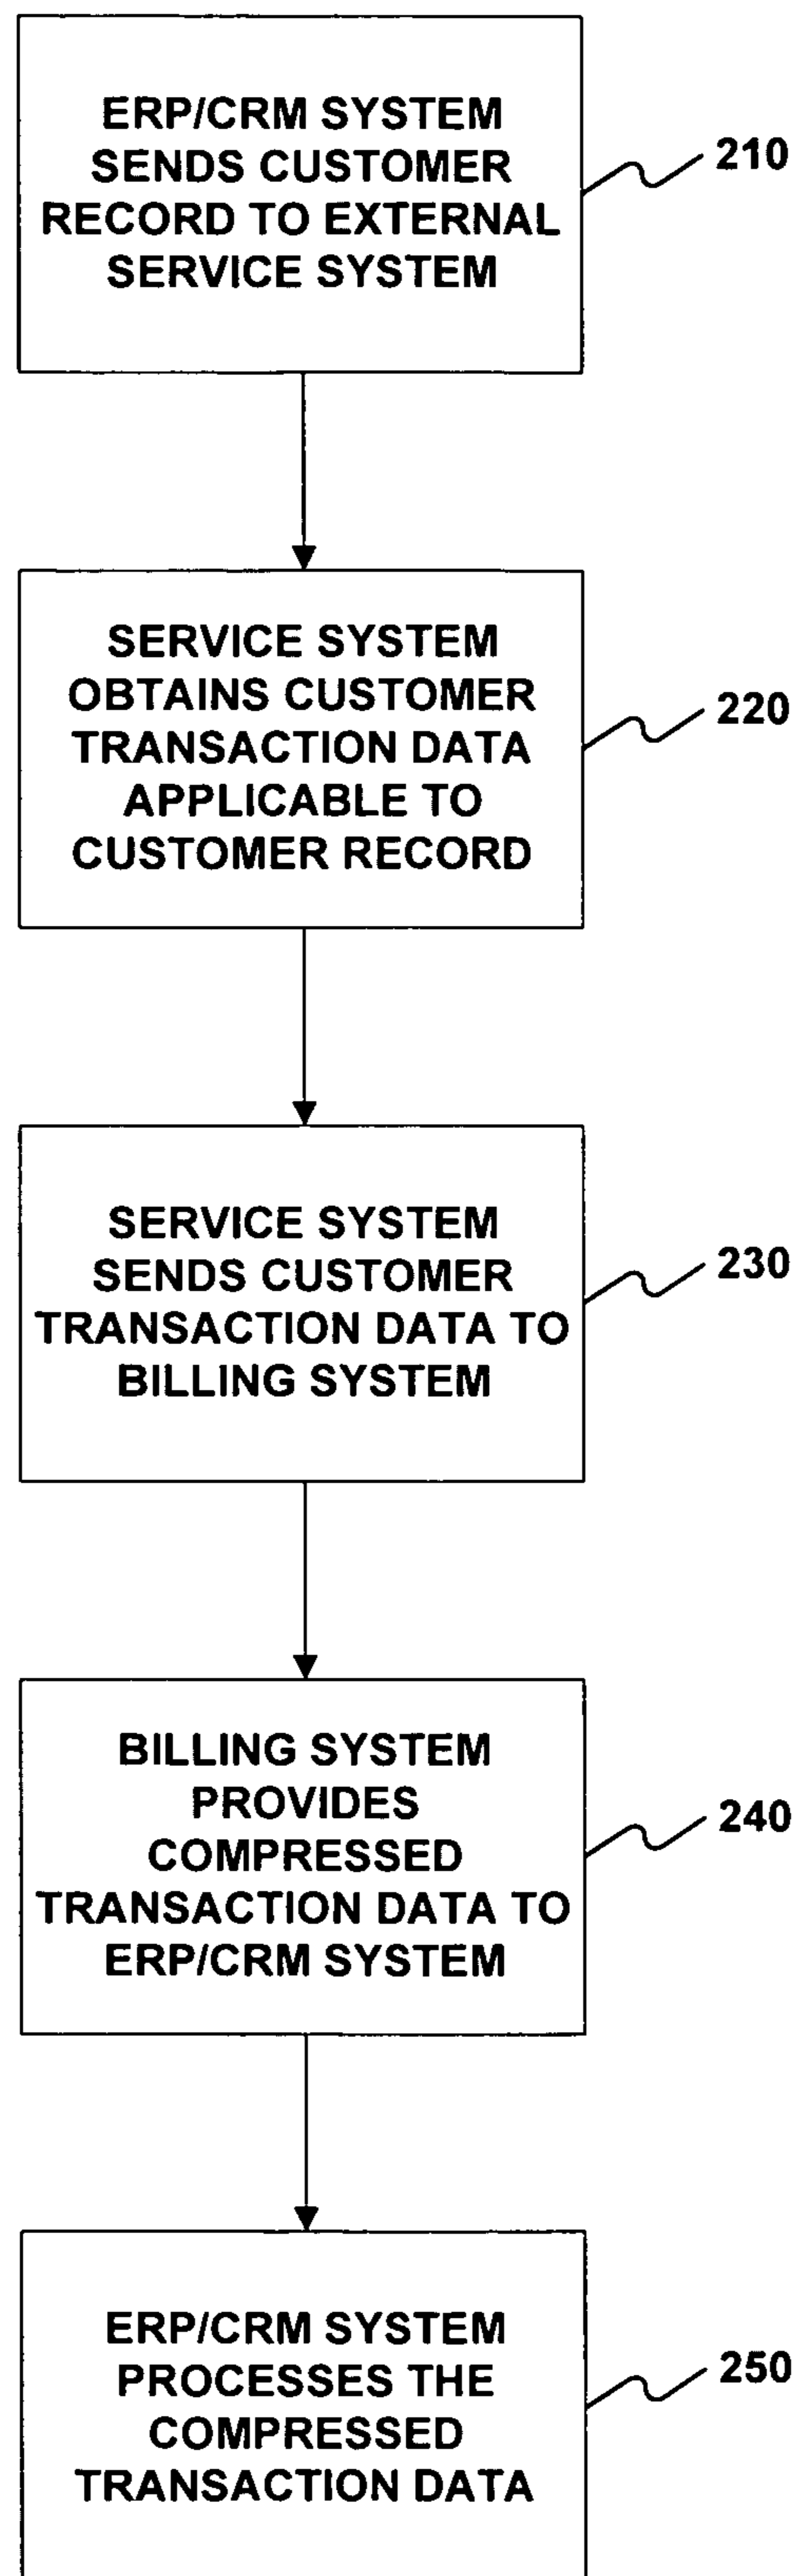 ERP/CRM SYSTEM
SENDS CUSTOMER
RECORD TO EXTERNAL
SERVICE SYSTEM
210
SERVICE SYSTEM
OBTAINS CUSTOMER
TRANSACTION DATA
APPLICABLE TO
CUSTOMER RECORD
220
SERVICE SYSTEM
SENDS CUSTOMER
TRANSACTION DATA TO
BILLING SYSTEM
230
BILLING SYSTEM
PROVIDES
COMPRESSED
TRANSACTION DATA TO
ERP/CRM SYSTEM
240
ERP/CRM SYSTEM
PROCESSES THE
COMPRESSED
TRANSACTION DATA
250